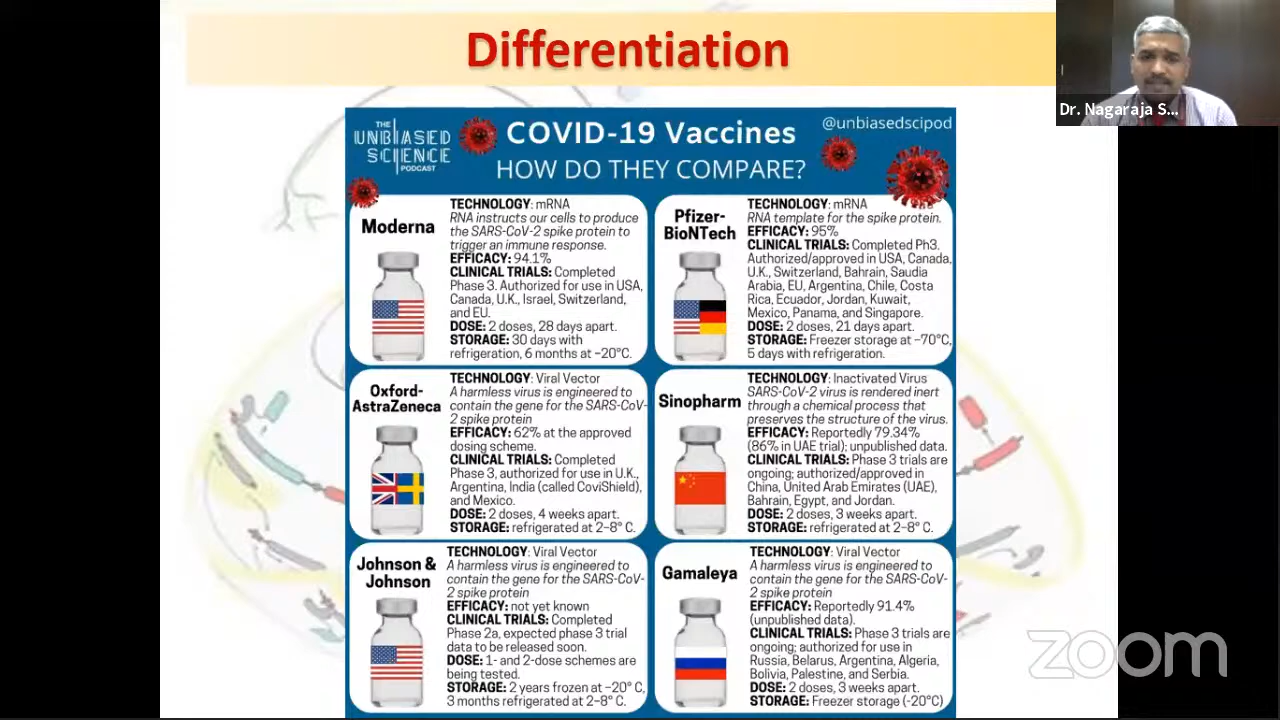 Differentiation
Dr. Nagaraja S...
THE
UNBIASED
SCIENCE
PODCAST
COVID-19 Vaccines
HOW DO THEY COMPARE?
@unbiasedscipod
Moderna
TECHNOLOGY: mRNA
RNA instructs our cells to produce
the SARS-CoV-2 spike protein to
trigger an immune response.
EFFICACY: 94.1%
CLINICAL TRIALS: Completed
Phase 3. Authorized for use in USA,
Canada, U.K., Israel, Switzerland,
and EU.
DOSE: 2 doses, 28 days apart.
STORAGE: 30 days with
refrigeration, 6 months at −20°C.
Pfizer-
BioNTech
TECHNOLOGY: mRNA
RNA template for the spike protein.
EFFICACY: 95%
CLINICAL TRIALS: Completed Ph3.
Authorized/approved in USA, Canada,
U.K., Switzerland, Bahrain, Saudia
Arabia, EU, Argentina, Chile, Costa
Rica, Ecuador, Jordan, Kuwait,
Mexico, Panama, and Singapore.
DOSE: 2 doses, 21 days apart.
STORAGE: Freezer storage at −70°C,
5 days with refrigeration.
Oxford-
AstraZeneca
TECHNOLOGY: Viral Vector
A harmless virus is engineered to
contain the gene for the SARS-CoV-
2 spike protein
EFFICACY: 62% at the approved
dosing scheme.
CLINICAL TRIALS: Completed
Phase 3, authorized for use in U.K.,
Argentina, India (called CoviShield),
and Mexico.
DOSE: 2 doses, 4 weeks apart.
STORAGE: refrigerated at 2–8° C.
Sinopharm
TECHNOLOGY: Inactivated Virus
SARS-CoV-2 virus is rendered inert
through a chemical process that
preserves the structure of the virus.
EFFICACY: Reportedly 79.34%
(86% in UAE trial); unpublished data.
CLINICAL TRIALS: Phase 3 trials are
ongoing; authorized/approved in
China, United Arab Emirates (UAE),
Bahrain, Egypt, and Jordan.
DOSE: 2 doses, 3 weeks apart.
STORAGE: refrigerated at 2–8° C.
Johnson &
Johnson
TECHNOLOGY: Viral Vector
A harmless virus is engineered to
contain the gene for the SARS-CoV-
2 spike protein
EFFICACY: not yet known
CLINICAL TRIALS: Completed
Phase 2a, expected phase 3 trial
data to be released soon.
DOSE: 1- and 2-dose schemes are
being tested.
STORAGE: 2 years frozen at −20° C,
3 months refrigerated at 2–8° C.
Gamaleya
TECHNOLOGY: Viral Vector
A harmless virus is engineered to
contain the gene for the SARS-CoV-
2 spike protein
EFFICACY: Reportedly 91.4%
(unpublished data).
CLINICAL TRIALS: Phase 3 trials are
ongoing; authorized for use in
Russia, Belarus, Argentina, Algeria,
Bolivia, Palestine, and Serbia.
DOSE: 2 doses, 3 weeks apart.
STORAGE: Freezer storage (-20°C)
zoom